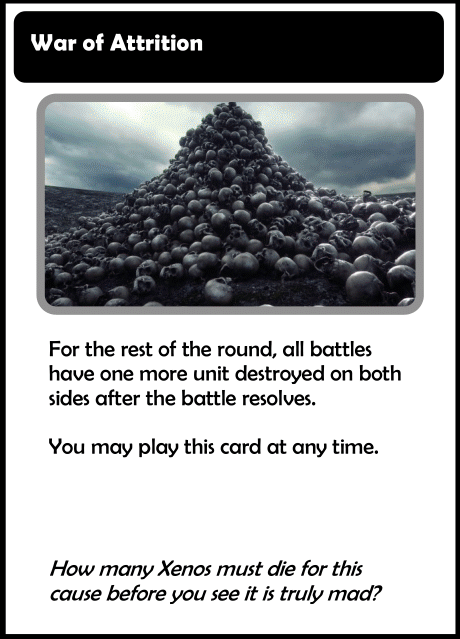 War of Attrition
For the rest of the round, all battles
have one more unit destroyed on both
sides after the battle resolves.
You may play this card at any time.
How many Xenos must die for this
cause before you see it is truly mad?